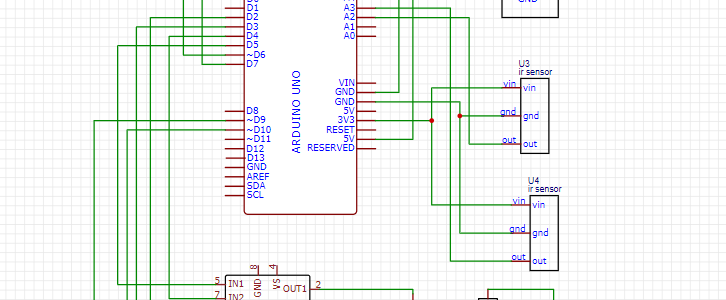 D1
D2
D3
D4
D5
~D6
D7
D8
~D9
~D10
~D11
D12
D13
GND
AREF
SDA
SCL
ARDUINO UNO
A3
A2
A1
A0
VIN
GND
GND
5V
3V3
RESET
5V
RESERVED
U3
ir sensor
vin vin
gnd gnd
out out
U4
ir sensor
vin vin
gnd gnd
out out
8 4
GND VS
5 IN1
7 IN2
OUT1 2